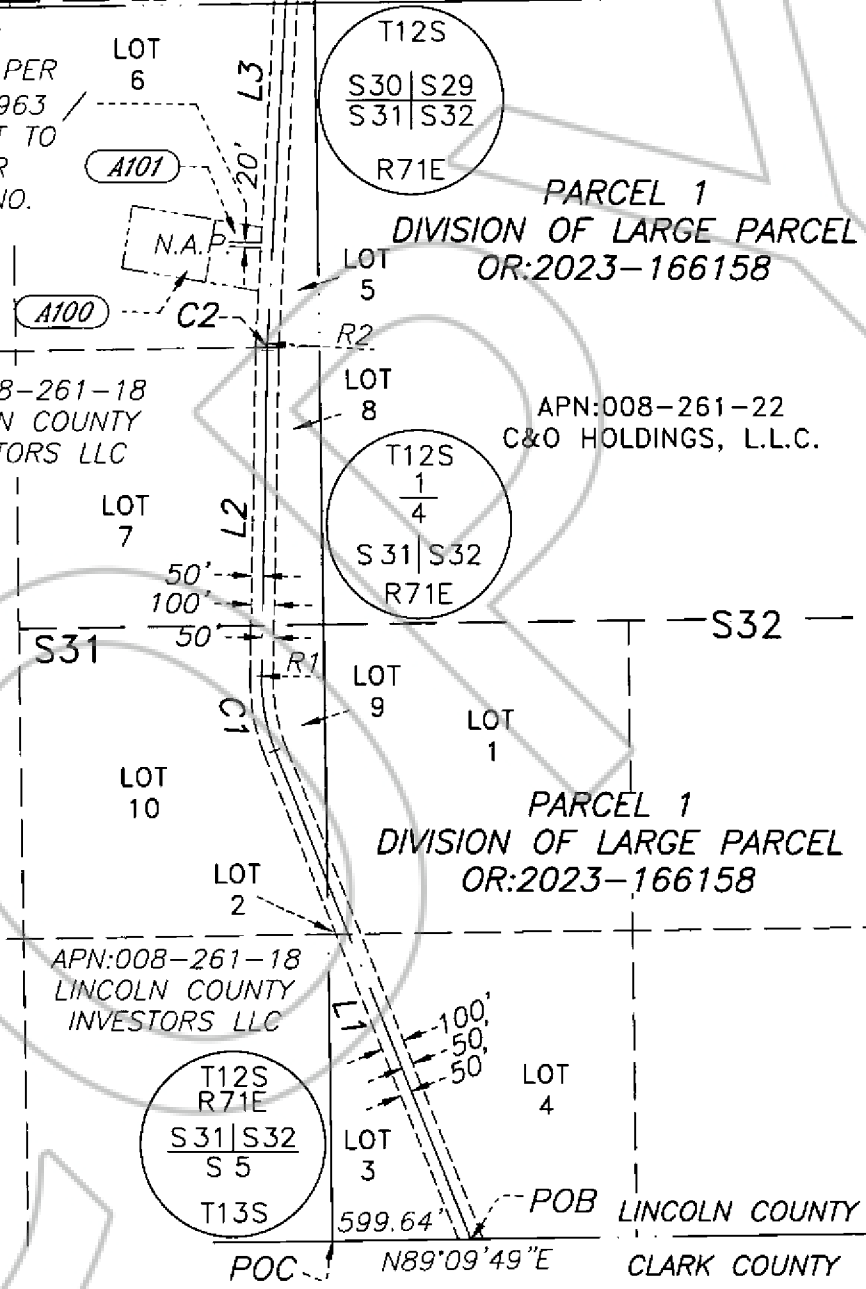 LOT
6
PER
963
T TO
R
NO.
L3
20'
A101
N.A.P.
A100
C2
T12S
S30|S29
S31|S32
R71E
PARCEL 1
DIVISION OF LARGE PARCEL
OR:2023-166158
LOT
5
R2
LOT
8
8-261-18
N COUNTY
TORS LLC
APN:008-261-22
C&O HOLDINGS, L.L.C.
T12S
1
4
S31|S32
R71E
LOT
7
L2
50'
100'
50'
S31
S32
R1
C1
LOT
9
LOT
1
LOT
10
PARCEL 1
DIVISION OF LARGE PARCEL
OR:2023-166158
LOT
2
APN:008-261-18
LINCOLN COUNTY
INVESTORS LLC
L1
100'
50'
50'
LOT
4
T12S
R71E
S31|S32
S 5
T13S
LOT
3
599.64'
POB
LINCOLN COUNTY
POC
N89°09'49"E
CLARK COUNTY